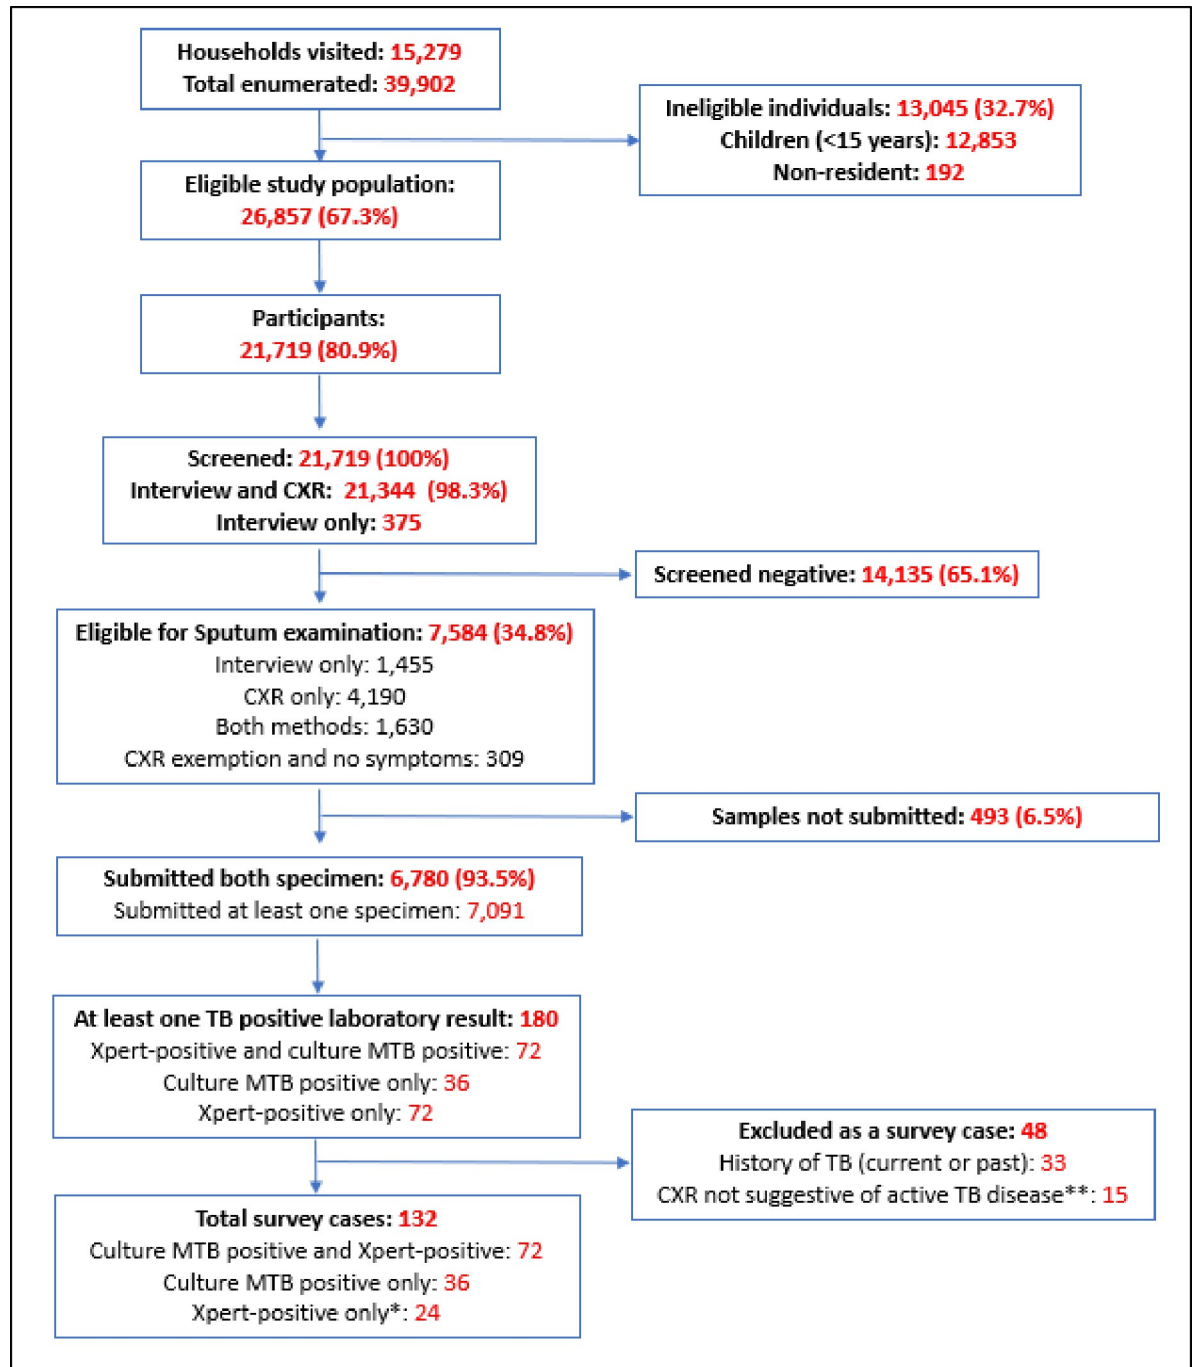 Households visited: 15,279
Total enumerated: 39,902
Ineligible individuals: 13,045 (32.7%)
Children (<15 years): 12,853
Non-resident: 192
Eligible study population:
26,857 (67.3%)
Participants:
21,719 (80.9%)
Screened: 21,719 (100%)
Interview and CXR: 21,344 (98.3%)
Interview only: 375
Screened negative: 14,135 (65.1%)
Eligible for Sputum examination: 7,584 (34.8%)
Interview only: 1,455
CXR only: 4,190
Both methods: 1,630
CXR exemption and no symptoms: 309
Samples not submitted: 493 (6.5%)
Submitted both specimen: 6,780 (93.5%)
Submitted at least one specimen: 7,091
At least one TB positive laboratory result: 180
Xpert-positive and culture MTB positive: 72
Culture MTB positive only: 36
Xpert-positive only: 72
Excluded as a survey case: 48
History of TB (current or past): 33
CXR not suggestive of active TB disease**: 15
Total survey cases: 132
Culture MTB positive and Xpert-positive: 72
Culture MTB positive only: 36
Xpert-positive only*: 24